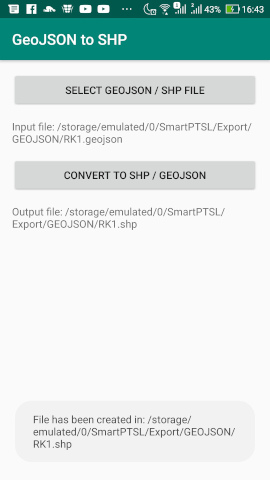 43% 16:43
GeoJSON to SHP
SELECT GEOJSON / SHP FILE
Input file: /storage/emulated/0/SmartPTSL/Export/
GEOJSON/RK1.geojson
CONVERT TO SHP / GEOJSON
Output file: /storage/emulated/0/SmartPTSL/
Export/GEOJSON/RK1.shp
File has been created in: /storage/
emulated/0/SmartPTSL/Export/GEOJSON/
RK1.shp